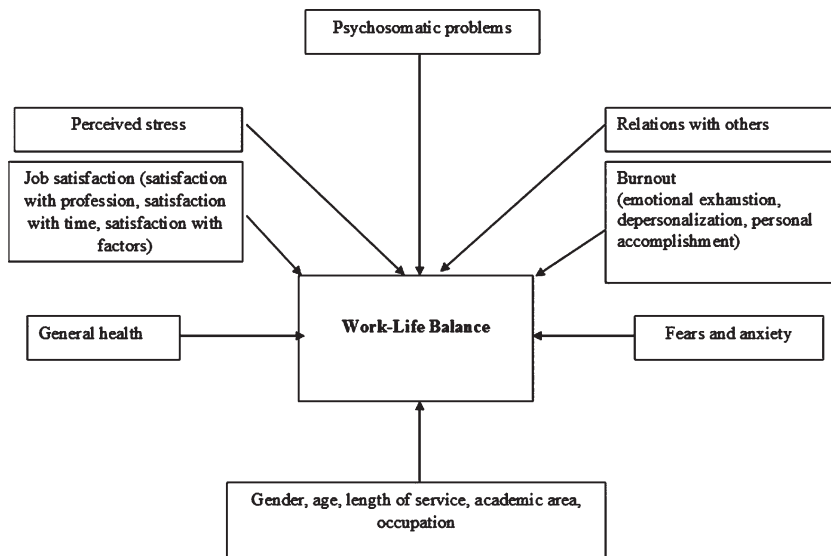 Psychosomatic problems
Perceived stress
Relations with others
Job satisfaction (satisfaction
with profession, satisfaction
with time, satisfaction with
factors)
Burnout
(emotional exhaustion,
depersonalization, personal
accomplishment)
Work-Life Balance
General health
Fears and anxiety
Gender, age, length of service, academic area,
occupation